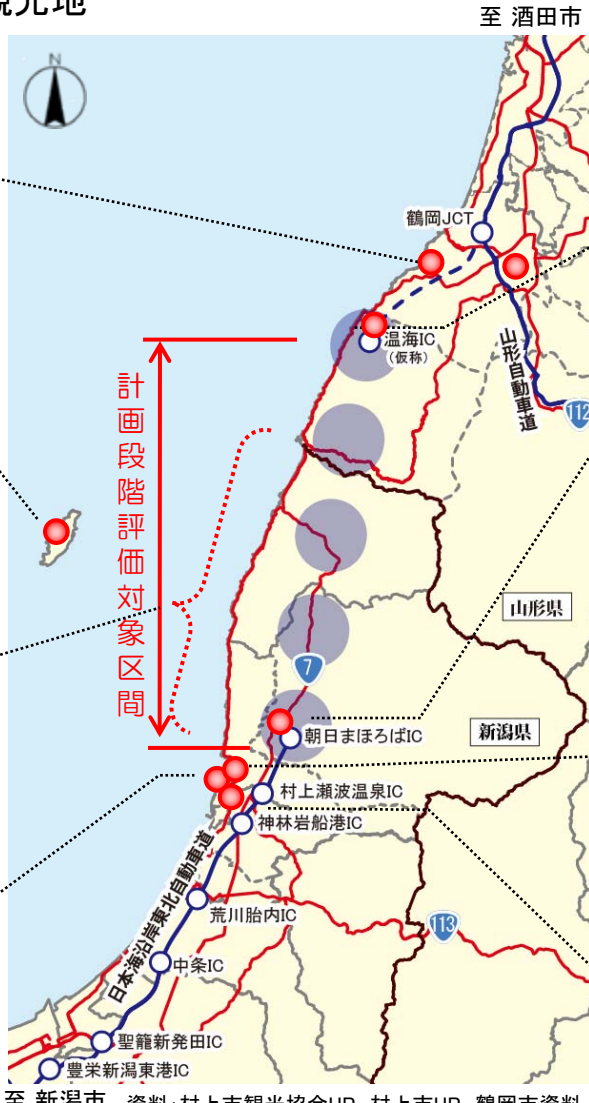 観光地
至 酒田市
N
鶴岡JCT
温海IC
(仮称)
山形自動車道
112
計画段階評価対象区間
山形県
7
新潟県
朝日まほろばIC
村上瀬波温泉IC
神林岩船港IC
日本海沿岸東北自動車道
荒川胎内IC
113
中条IC
聖籠新発田IC
豊栄新潟東港IC
至 新潟市 資料:村上市観光協会HP、村上市HP、鶴岡市資料